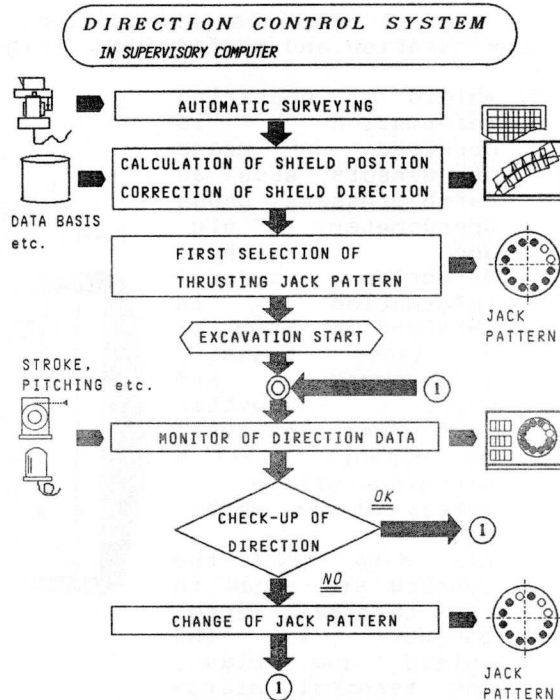 DIRECTION CONTROL SYSTEM
IN SUPERVISORY COMPUTER
AUTOMATIC SURVEYING
CALCULATION OF SHIELD POSITION
CORRECTION OF SHIELD DIRECTION
DATA BASIS
etc.
FIRST SELECTION OF
THRUSTING JACK PATTERN
JACK
PATTERN
EXCAVATION START
STROKE,
PITCHING etc.
1
MONITOR OF DIRECTION DATA
CHECK-UP OF
DIRECTION
OK
1
NO
CHANGE OF JACK PATTERN
JACK
PATTERN
1